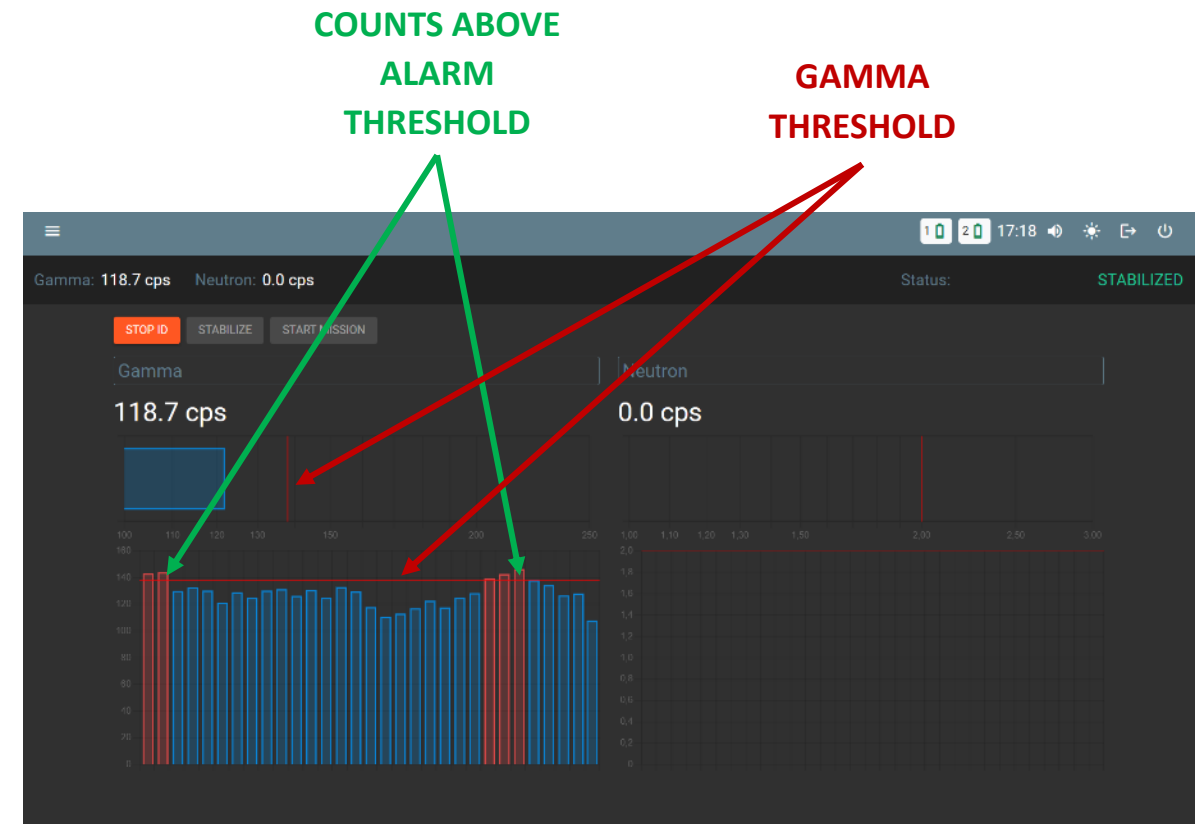 COUNTS ABOVE
ALARM
THRESHOLD
GAMMA
THRESHOLD
1 2 17:18
Gamma: 118.7 cps Neutron: 0.0 cps Status: STABILIZED
STOP ID STABILIZE START MISSION
Gamma Neutron
118.7 cps 0.0 cps
100 110 120 130 150 200 250 1,00 1,10 1,20 1,30 1,50 2,00 2,50 3,00
160 2,0
140 1,8
120 1,6
100 1,4
80 1,2
60 1,0
40 0,8
20 0,6
0 0,4
0,2
0